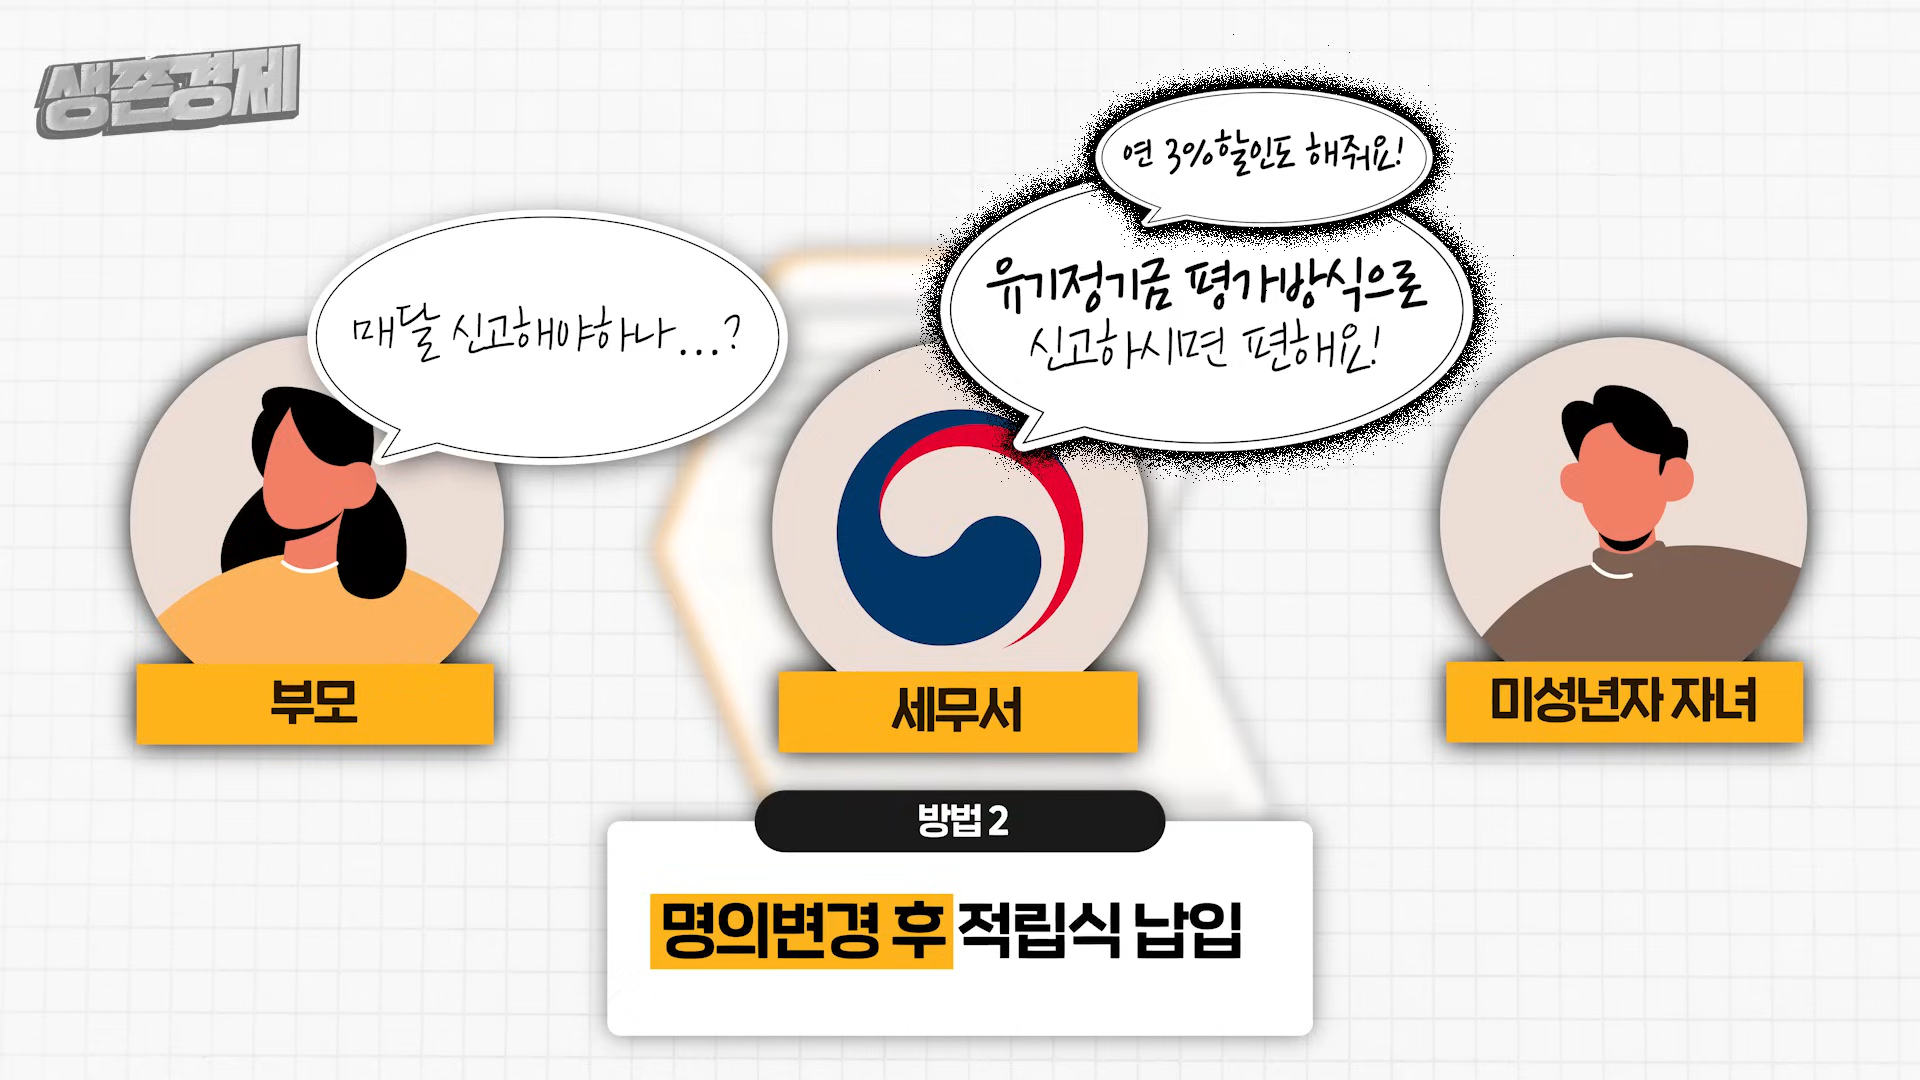 생존경제
연 3%할인도 해줘요!
유기정기금 평가방식으로
신고하시면 편해요!
매달 신고해야하나...?
부모
세무서
미성년자 자녀
방법 2
명의변경 후 적립식 납입